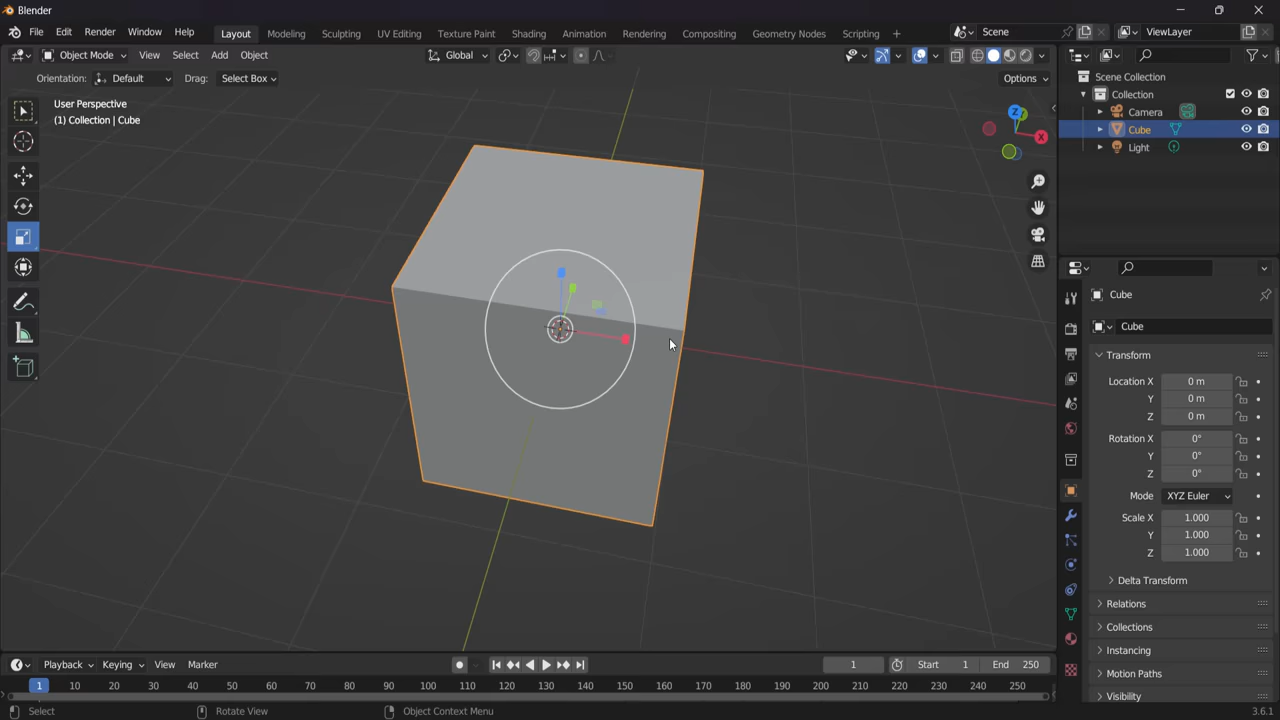 Blender
File Edit Render Window Help Layout Modeling Sculpting UV Editing Texture Paint Shading Animation Rendering Compositing Geometry Nodes Scripting + Scene ViewLayer
Object Mode View Select Add Object Global
Orientation: Default Drag: Select Box Options
User Perspective
(1) Collection | Cube
Z
X
Scene Collection
Collection
Camera
Cube
Light
Cube
Cube
Transform
Location X 0 m
Y 0 m
Z 0 m
Rotation X 0°
Y 0°
Z 0°
Mode XYZ Euler
Scale X 1.000
Y 1.000
Z 1.000
Delta Transform
Relations
Collections
Instancing
Motion Paths
Visibility
Playback Keying View Marker 1 Start 1 End 250
1 10 20 30 40 50 60 70 80 90 100 110 120 130 140 150 160 170 180 190 200 210 220 230 240 250
Select Rotate View Object Context Menu 3.6.1